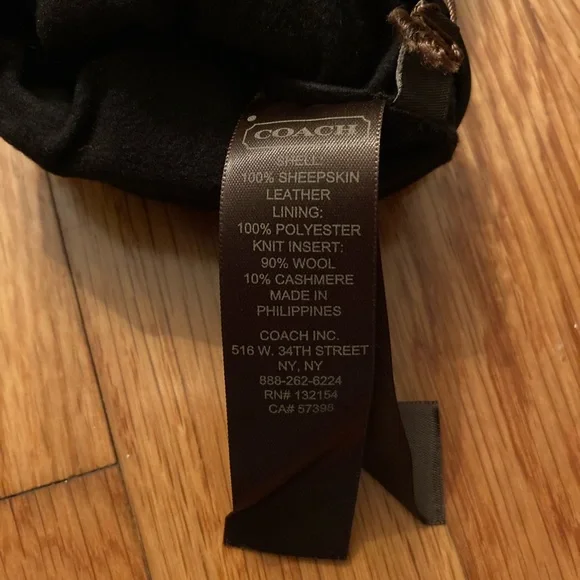 COACH
SHELL
100% SHEEPSKIN
LEATHER
LINING:
100% POLYESTER
KNIT INSERT:
90% WOOL
10% CASHMERE
MADE IN
PHILIPPINES
COACH INC.
516 W. 34TH STREET
NY, NY
888-262-6224
RN# 132154
CA# 57398